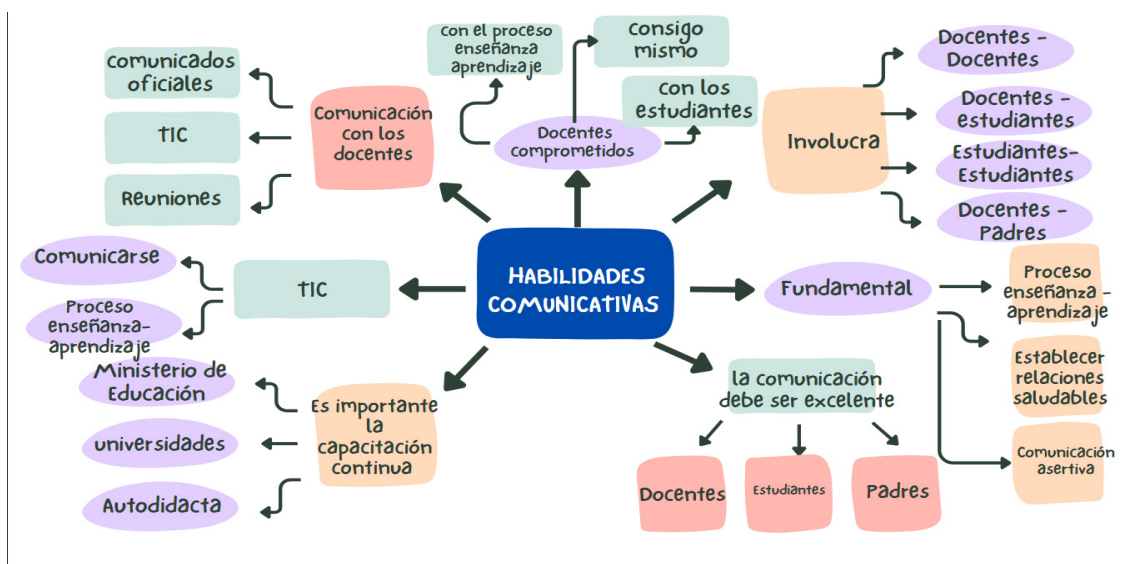 HABILIDADES
COMUNICATIVAS
Comunicación
con los
docentes
comunicados
oficiales
TIC
Reuniones
Docentes
comprometidos
con el proceso
enseñanza
aprendizaje
consigo
mismo
con los
estudiantes
Involucra
Docentes -
Docentes
Docentes -
estudiantes
Estudiantes-
Estudiantes
Docentes -
Padres
TIC
Comunicarse
Proceso
enseñanza-
aprendizaje
Fundamental
Proceso
enseñanza -
aprendizaje
Establecer
relaciones
saludables
Comunicación
asertiva
Es importante
la
capacitación
continua
Ministerio de
Educación
universidades
Autodidacta
la comunicación
debe ser excelente
Docentes
Estudiantes
Padres